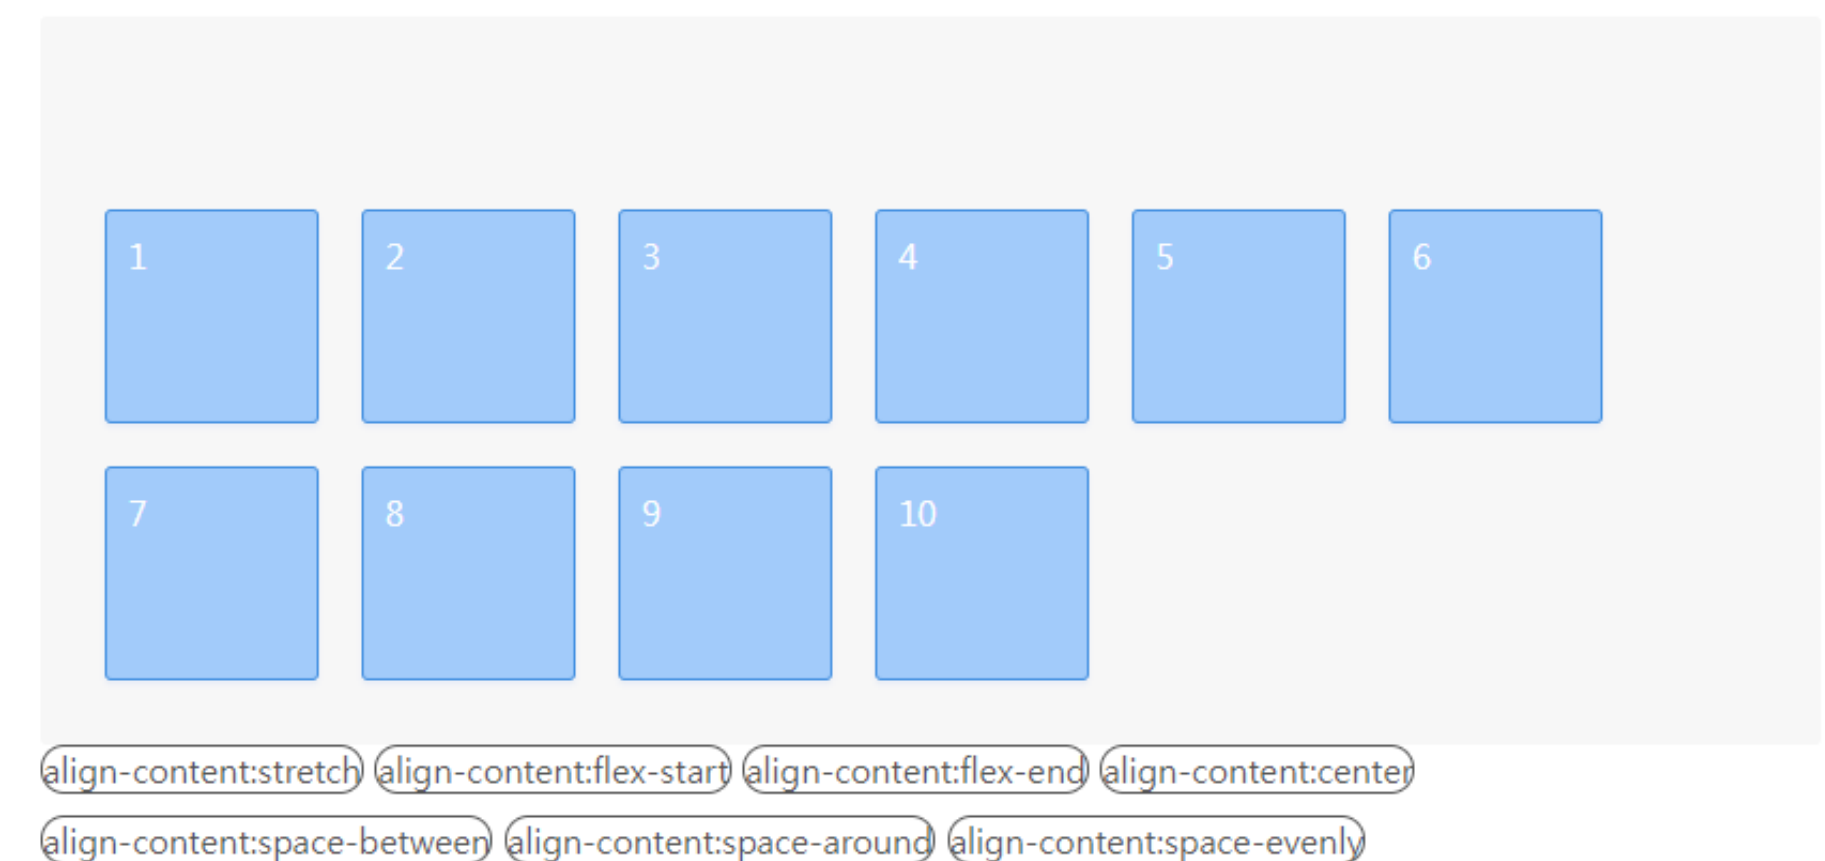 1 2 3 4 5 6
7 8 9 10
align-content:stretch align-content:flex-start align-content:flex-end align-content:center
align-content:space-between align-content:space-around align-content:space-evenly